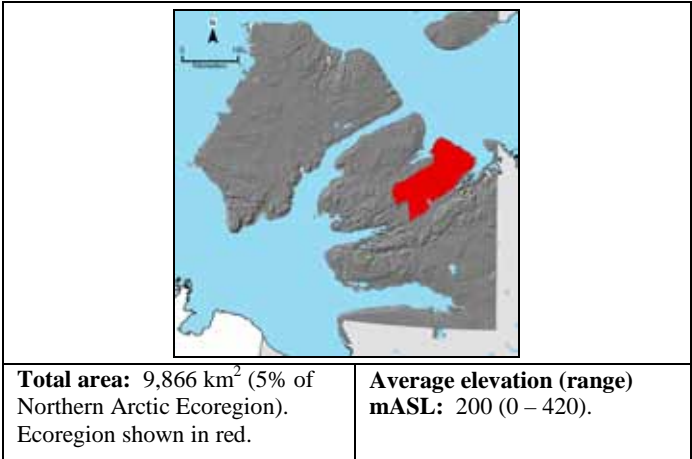 N
0
Total area: 9,866 km² (5% of
Northern Arctic Ecoregion).
Ecoregion shown in red.
Average elevation (range)
mASL: 200 (0 – 420).